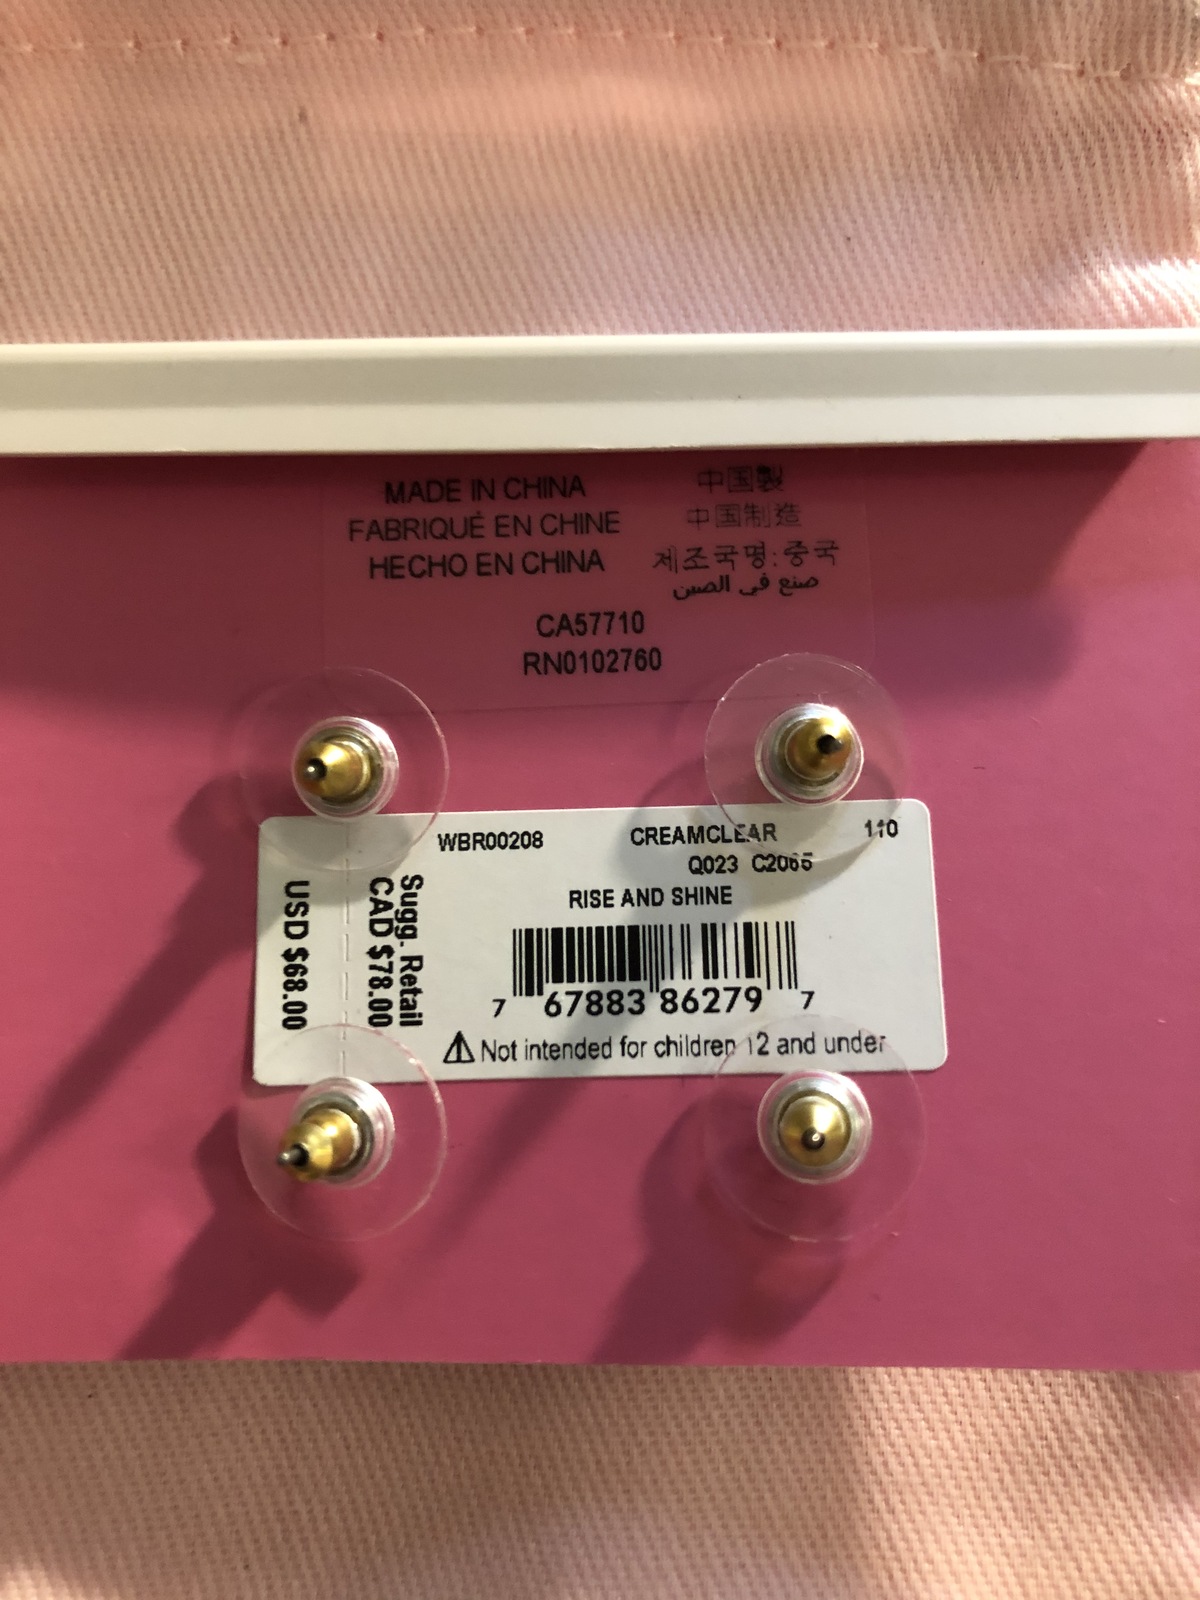 MADE IN CHINA
FABRIQUÉ EN CHINE
HECHO EN CHINA
中国製
中国制造
제조국명:중국
صنع في الصين
CA57710
RN0102760
WBR00208 CREAMCLEAR 110
Q023 C2065
RISE AND SHINE
7 67883 86279 7
⚠ Not intended for children 12 and under
Sugg. Retail
CAD $78.00
USD $68.00